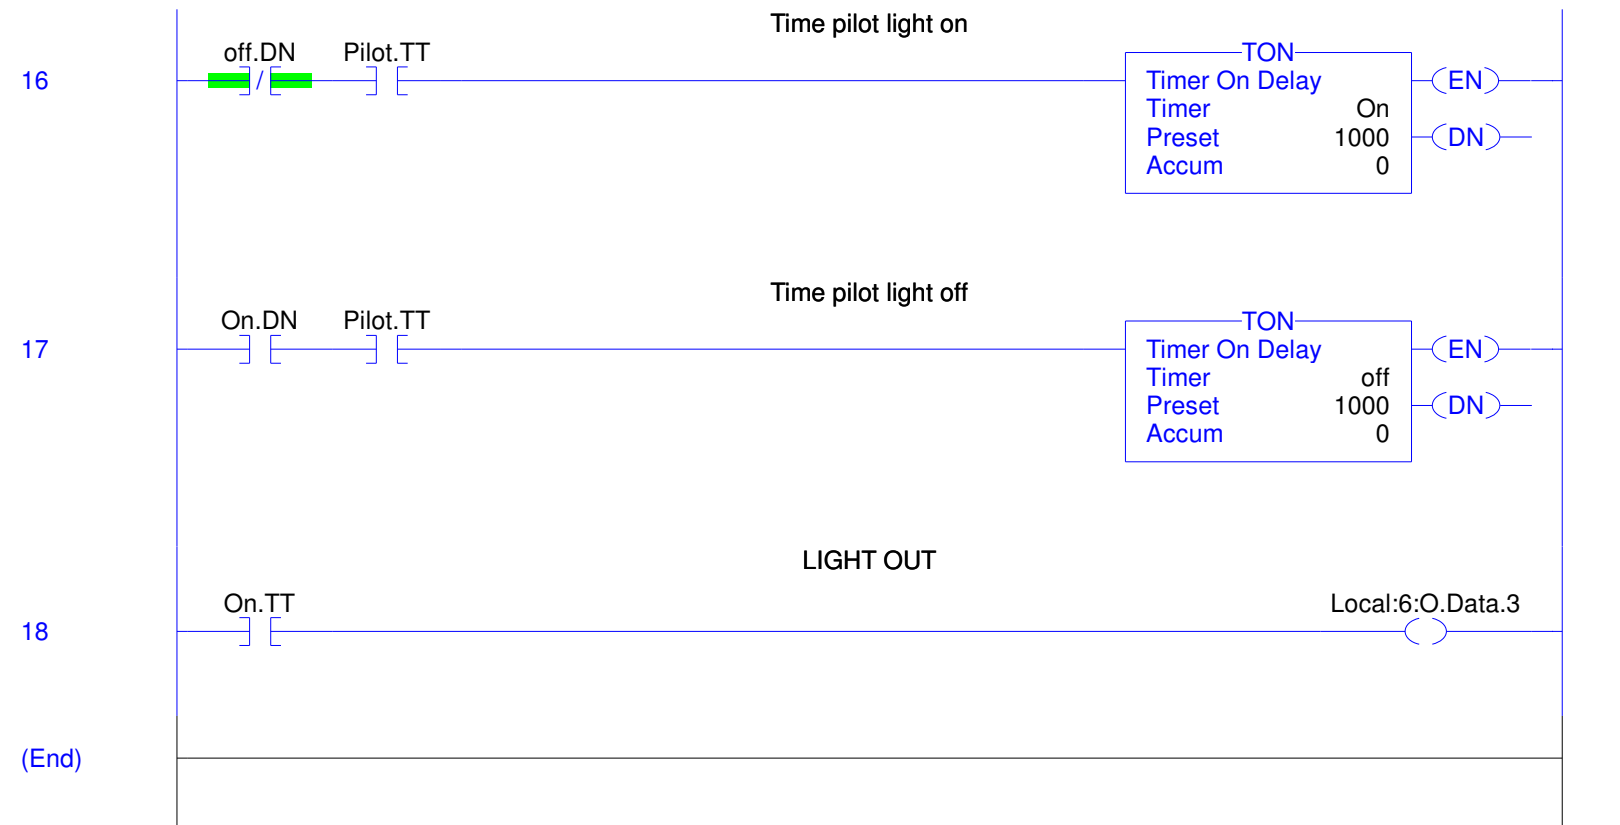 Time pilot light on
off.DN Pilot.TT
TON
16
/
Timer On Delay
EN
Timer On
Preset 1000
DN
Accum 0
Time pilot light off
On.DN Pilot.TT
TON
17
Timer On Delay
EN
Timer off
Preset 1000
DN
Accum 0
LIGHT OUT
On.TT
Local:6:O.Data.3
18
(End)